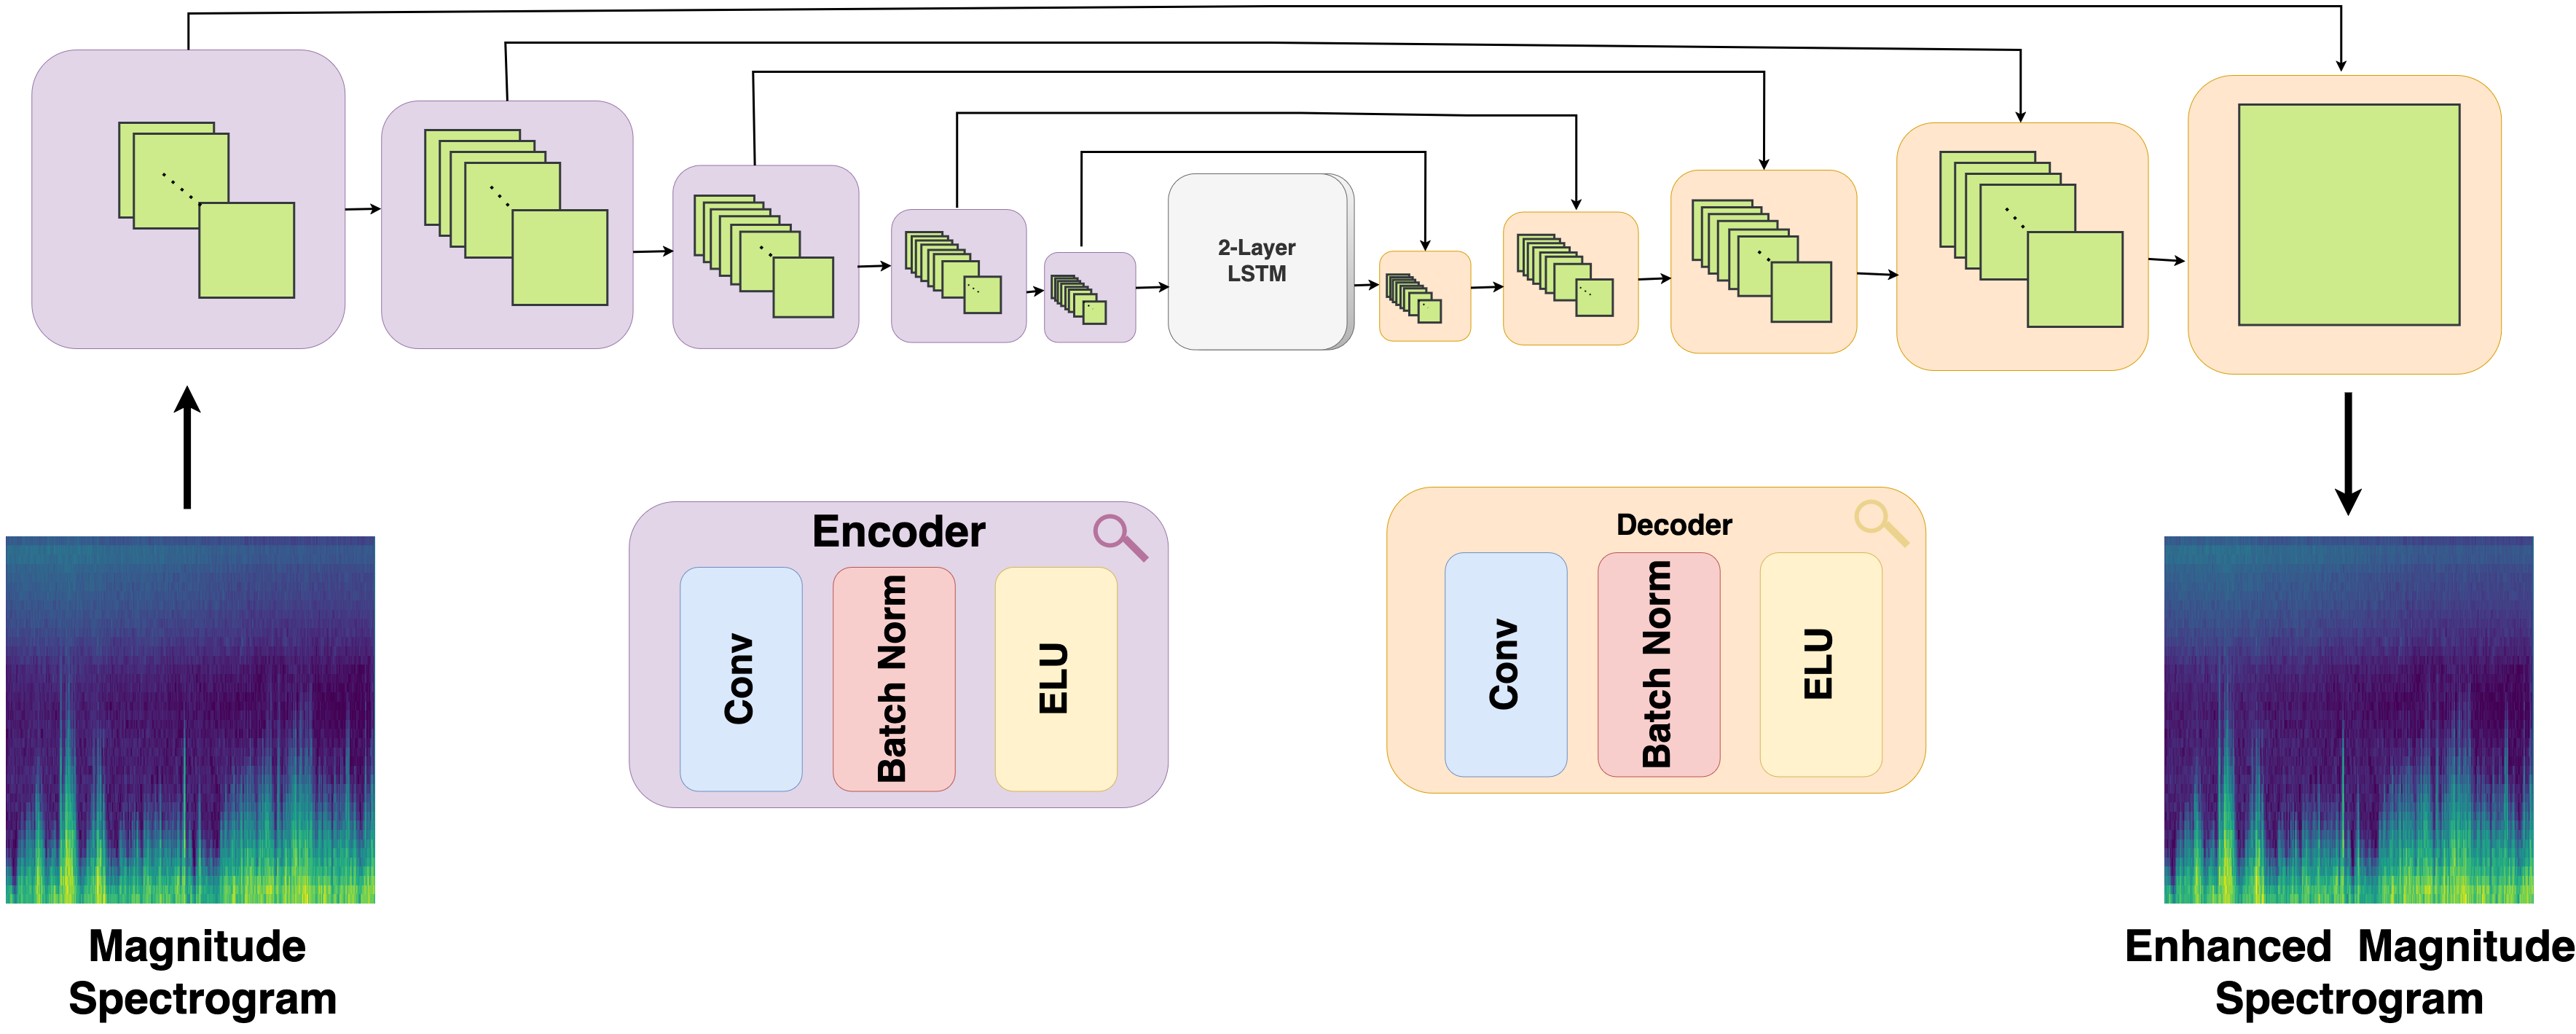 2-Layer
LSTM
Encoder
Conv
Batch Norm
ELU
Decoder
Conv
Batch Norm
ELU
Magnitude
Spectrogram
Enhanced Magnitude
Spectrogram